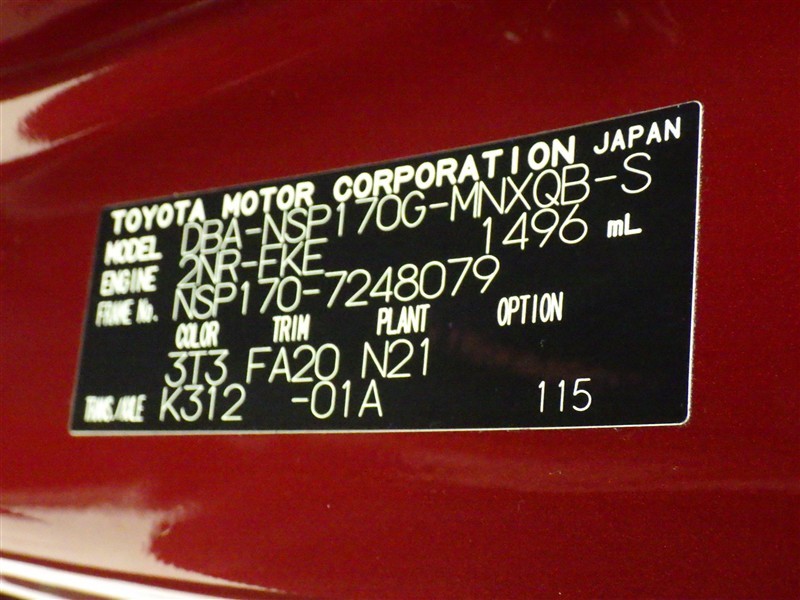 TOYOTA MOTOR CORPORATION JAPAN
MODEL DBA-NSP170G-MNXQB-S
ENGINE 2NR-FKE 1496 mL
FRAME No. NSP170-7248079
COLOR TRIM PLANT OPTION
3T3 FA20 N21
TRANS./AXLE K312 -01A 115